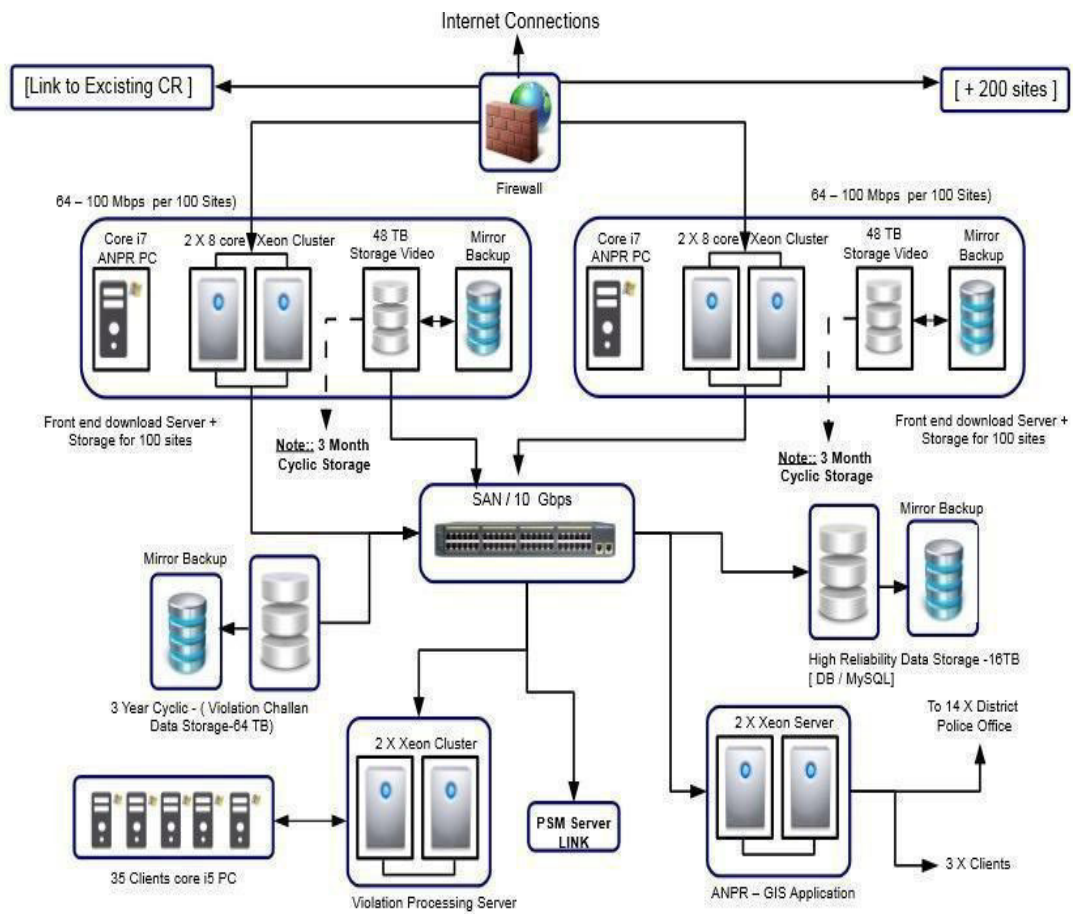 Internet Connections
[Link to Excisting CR ]
[ + 200 sites ]
Firewall
64 – 100 Mbps per 100 Sites)
64 – 100 Mbps per 100 Sites)
Core i7
ANPR PC
2 X 8 core Xeon Cluster
48 TB
Storage Video
Mirror
Backup
Core i7
ANPR PC
2 X 8 core Xeon Cluster
48 TB
Storage Video
Mirror
Backup
Front end download Server +
Storage for 100 sites
Note:: 3 Month
Cyclic Storage
Front end download Server +
Storage for 100 sites
Note:: 3 Month
Cyclic Storage
SAN / 10 Gbps
Mirror Backup
Mirror Backup
3 Year Cyclic - ( Violation Challan
Data Storage-64 TB)
High Reliability Data Storage -16TB
[ DB / MySQL]
2 X Xeon Cluster
2 X Xeon Server
To 14 X District
Police Office
PSM Server
LINK
35 Clients core i5 PC
3 X Clients
Violation Processing Server
ANPR – GIS Application